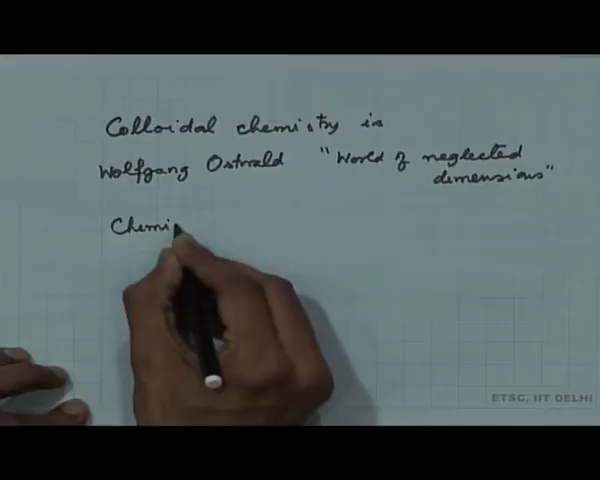 Colloidal chemistry is
Wolfgang Ostwald "World of neglected
dimensions"
Chemi
ETSC, IIT DELHI